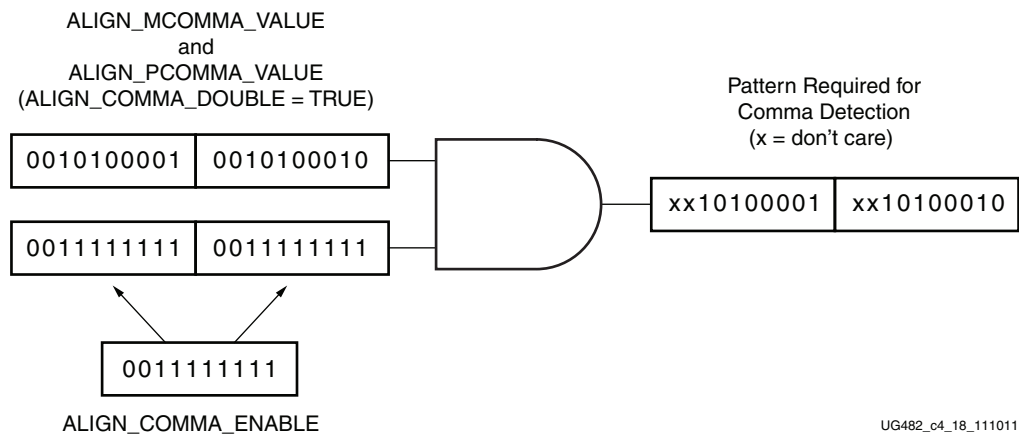 ALIGN_MCOMMA_VALUE
and
ALIGN_PCOMMA_VALUE
(ALIGN_COMMA_DOUBLE = TRUE)
Pattern Required for
Comma Detection
(x = don't care)
0010100001 0010100010
xx10100001 xx10100010
0011111111 0011111111
0011111111
ALIGN_COMMA_ENABLE
UG482_c4_18_111011